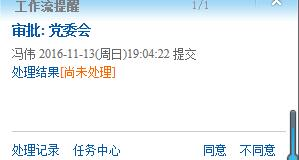 工作流提醒 1/1
审批: 党委会
冯伟 2016-11-13(周日)19:04:22 提交
处理结果[尚未处理]
处理记录 任务中心 同意 不同意